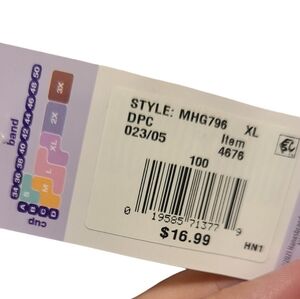 STYLE: MHG796 XL
DPC Item
023/05 4676
100
0 19585 71377 9
$16.99
HNT
band
34 36 38 40 42 44 46 48 50
S
M
L
XL
2X
3X
A B C D
cup